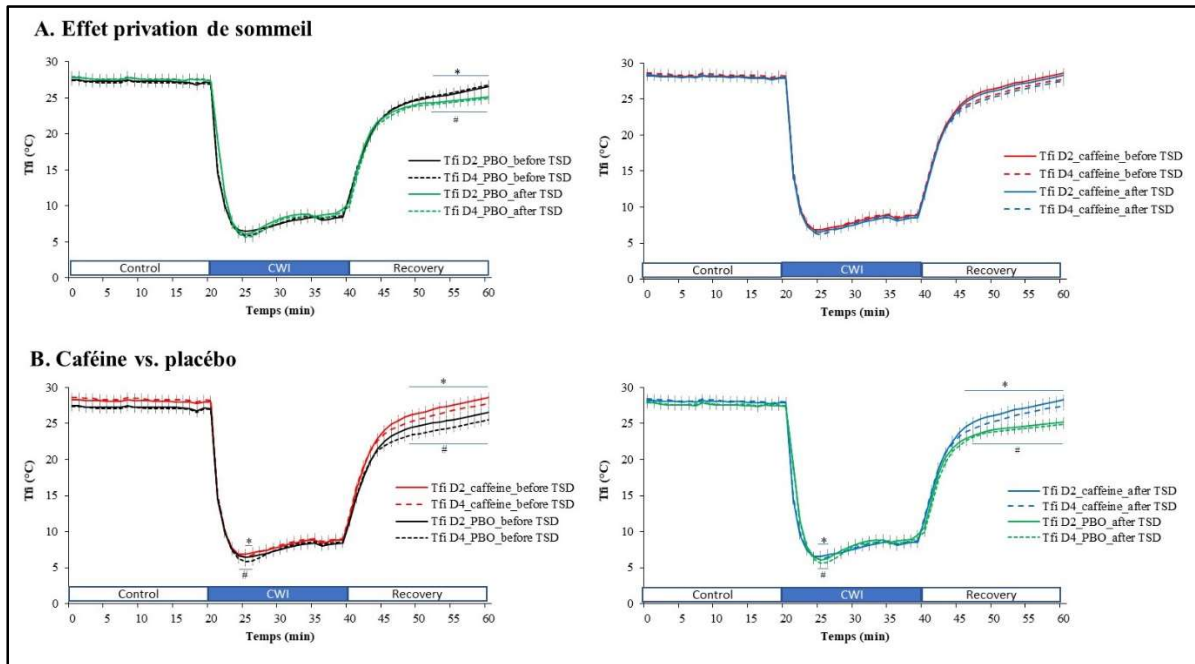 A. Effet privation de sommeil
30
25
20
15
10
5
0
Tfi (°C)
*
#
Tfi D2_PBO_before TSD
Tfi D4_PBO_before TSD
Tfi D2_PBO_after TSD
Tfi D4_PBO_after TSD
Control CWI Recovery
0 5 10 15 20 25 30 35 40 45 50 55 60
Temps (min)
30
25
20
15
10
5
0
Tfi (°C)
Tfi D2_caffeine_before TSD
Tfi D4_caffeine_before TSD
Tfi D2_caffeine_after TSD
Tfi D4_caffeine_after TSD
Control CWI Recovery
0 5 10 15 20 25 30 35 40 45 50 55 60
Temps (min)
B. Caféine vs. placébo
30
25
20
15
10
5
0
Tfi (°C)
*
#
*
#
Tfi D2_caffeine_before TSD
Tfi D4_caffeine_before TSD
Tfi D2_PBO_before TSD
Tfi D4_PBO_before TSD
Control CWI Recovery
0 5 10 15 20 25 30 35 40 45 50 55 60
Temps (min)
30
25
20
15
10
5
0
Tfi (°C)
*
#
*
#
Tfi D2_caffeine_after TSD
Tfi D4_caffeine_after TSD
Tfi D2_PBO_after TSD
Tfi D4_PBO_after TSD
Control CWI Recovery
0 5 10 15 20 25 30 35 40 45 50 55 60
Temps (min)